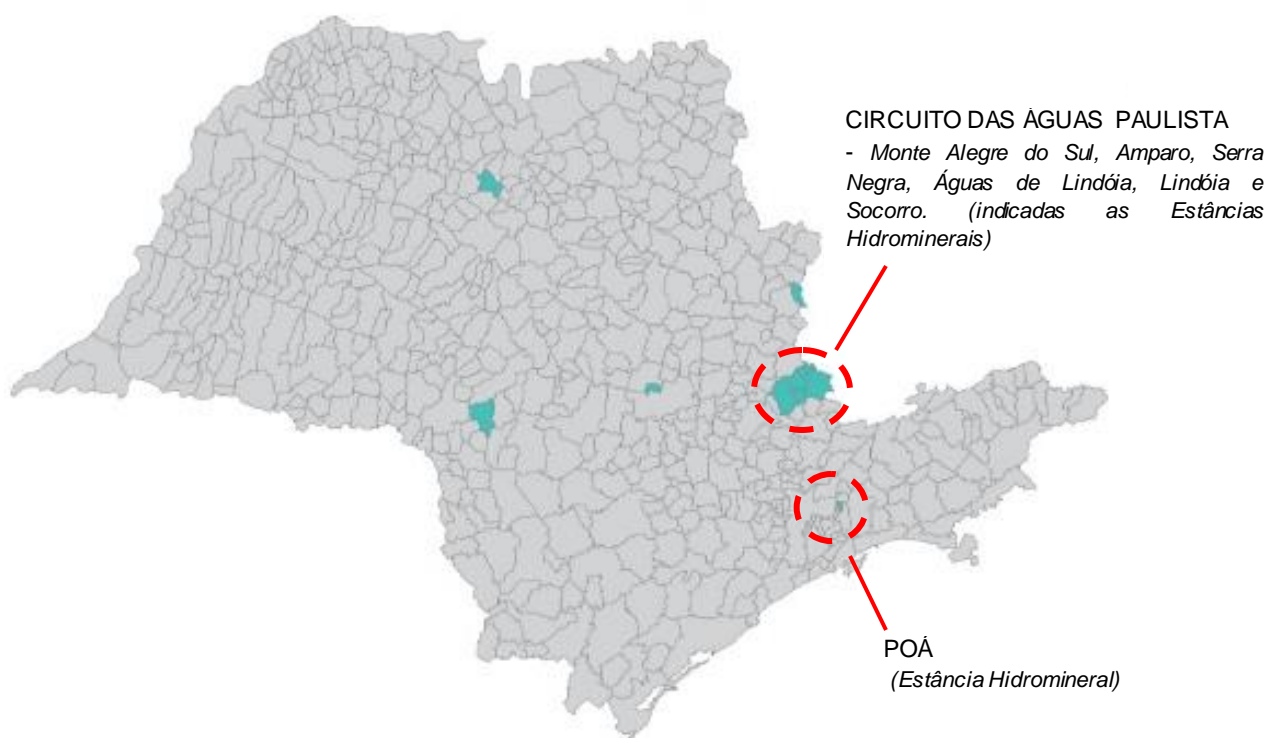 CIRCUITO DAS ÁGUAS PAULISTA
- Monte Alegre do Sul, Amparo, Serra
Negra, Águas de Lindóia, Lindóia e
Socorro. (indicadas as Estâncias
Hidrominerais)
POÁ
(Estância Hidromineral)